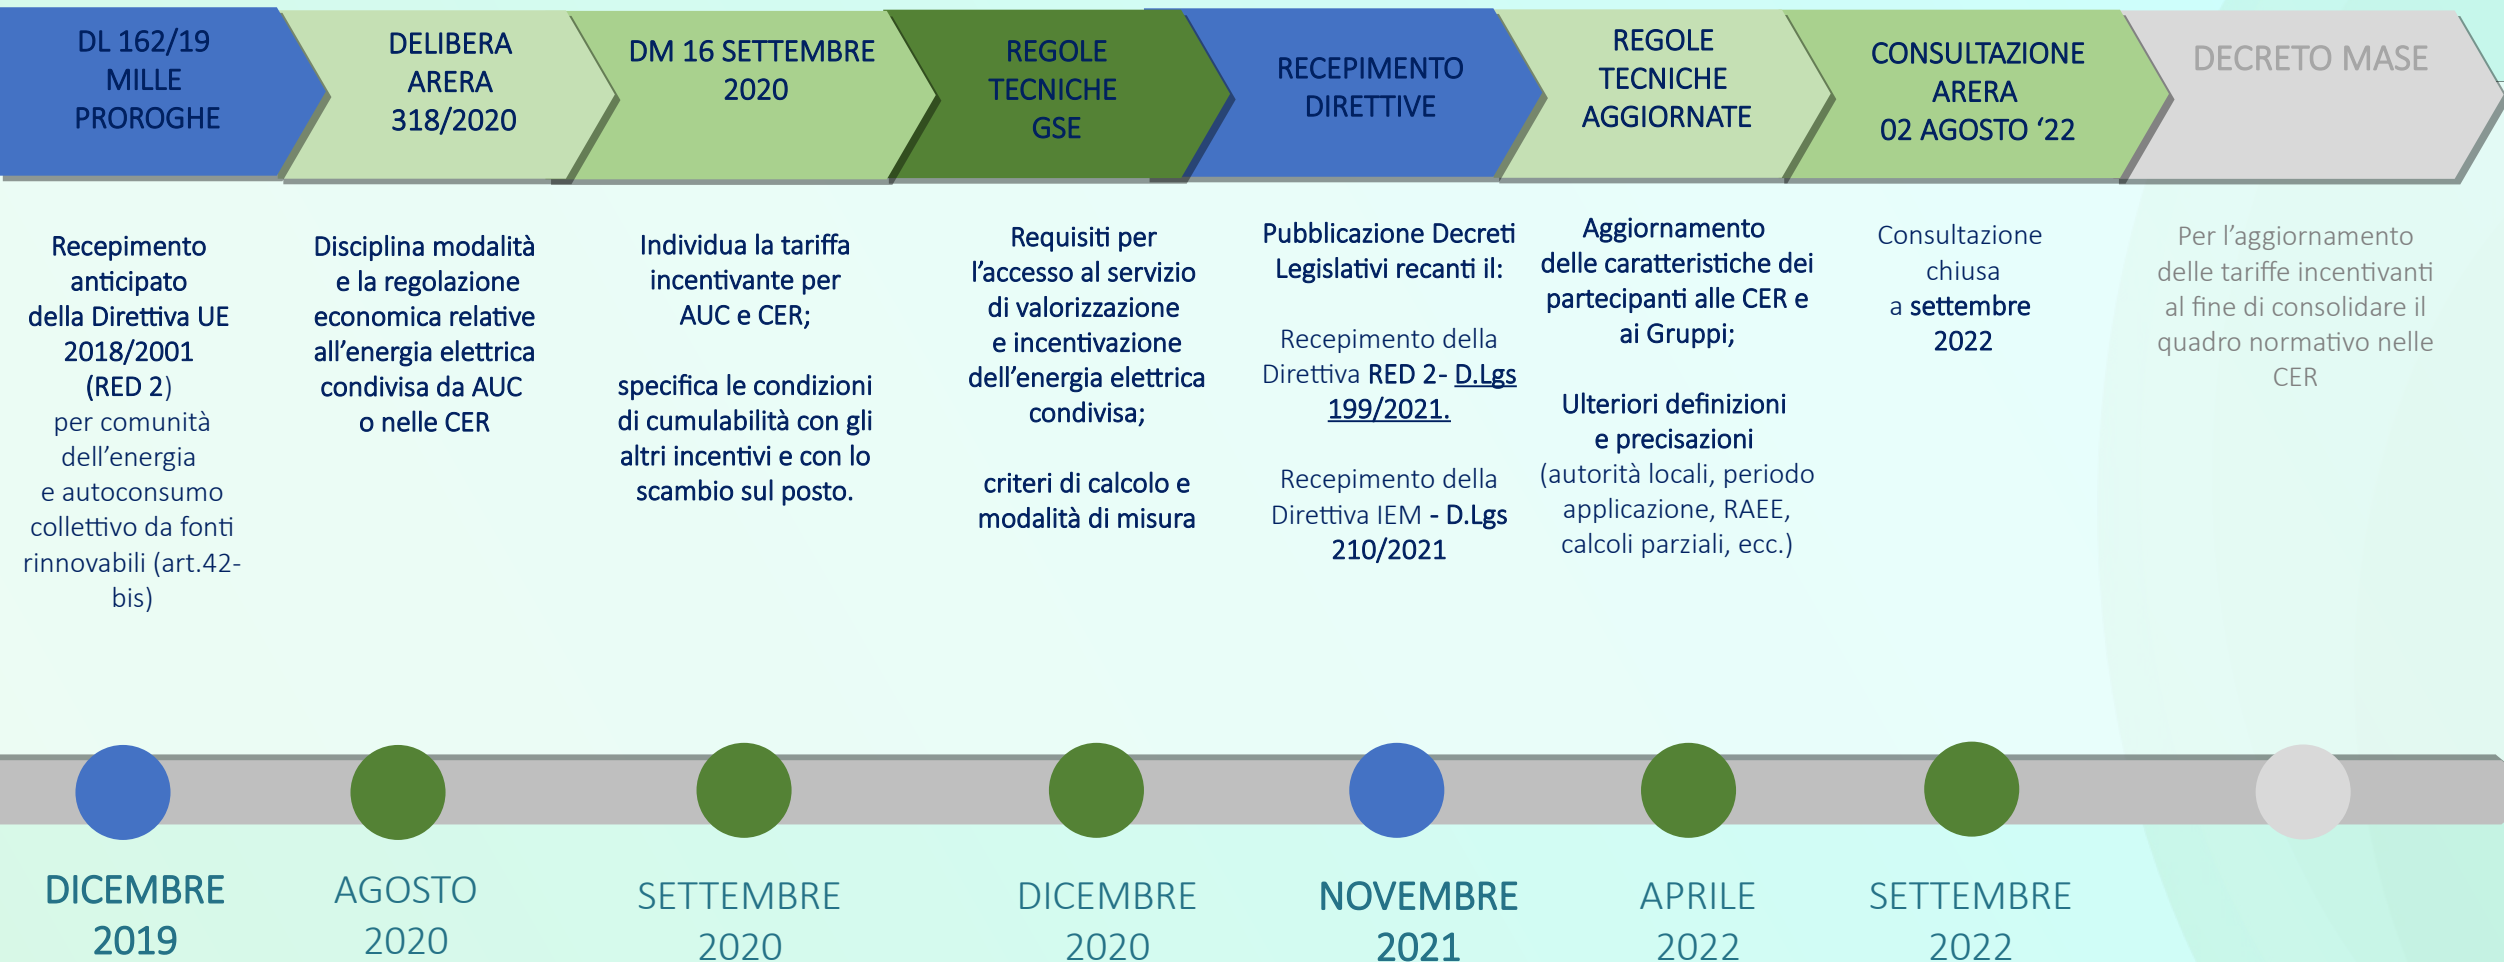 DL 162/19
MILLE
PROROGHE
DELIBERA
ARERA
318/2020
DM 16 SETTEMBRE
2020
REGOLE
TECNICHE
GSE
RECEPIMENTO
DIRETTIVE
REGOLE
TECNICHE
AGGIORNATE
CONSULTAZIONE
ARERA
02 AGOSTO ‘22
DECRETO MASE
Recepimento
anticipato
della Direttiva UE
2018/2001
(RED 2)
per comunità
dell’energia
e autoconsumo
collettivo da fonti
rinnovabili (art.42-
bis)
Disciplina modalità
e la regolazione
economica relative
all’energia elettrica
condivisa da AUC
o nelle CER
Individua la tariffa
incentivante per
AUC e CER;
specifica le condizioni
di cumulabilità con gli
altri incentivi e con lo
scambio sul posto.
Requisiti per
l’accesso al servizio
di valorizzazione
e incentivazione
dell’energia elettrica
condivisa;
criteri di calcolo e
modalità di misura
Pubblicazione Decreti
Legislativi recanti il:
Recepimento della
Direttiva RED 2- D.Lgs
199/2021.
Recepimento della
Direttiva IEM - D.Lgs
210/2021
Aggiornamento
delle caratteristiche dei
partecipanti alle CER e
ai Gruppi;
Ulteriori definizioni
e precisazioni
(autorità locali, periodo
applicazione, RAEE,
calcoli parziali, ecc.)
Consultazione
chiusa
a settembre
2022
Per l’aggiornamento
delle tariffe incentivanti
al fine di consolidare il
quadro normativo nelle
CER
DICEMBRE
2019
AGOSTO
2020
SETTEMBRE
2020
DICEMBRE
2020
NOVEMBRE
2021
APRILE
2022
SETTEMBRE
2022